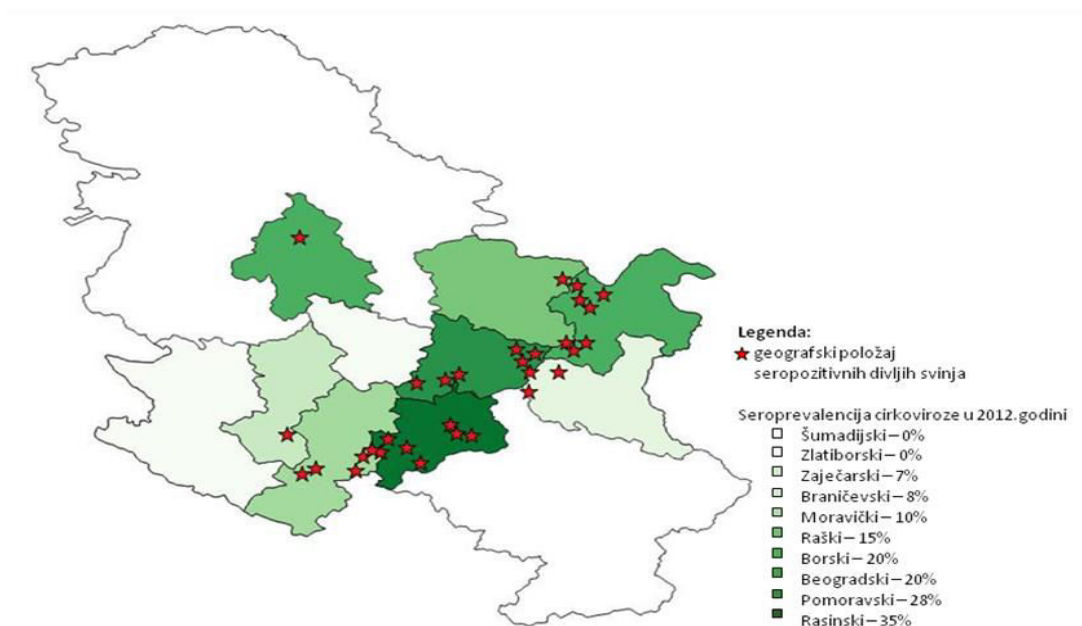 Legenda:
geografski položaj
seropozitivnih divljih svinja
Seroprevalencija cirkoviroze u 2012.godini
Šumadijski – 0%
Zlatiborski – 0%
Zaječarski – 7%
Braničevski – 8%
Moravički – 10%
Raški – 15%
Borski – 20%
Beogradski – 20%
Pomoravski – 28%
Rasinski – 35%